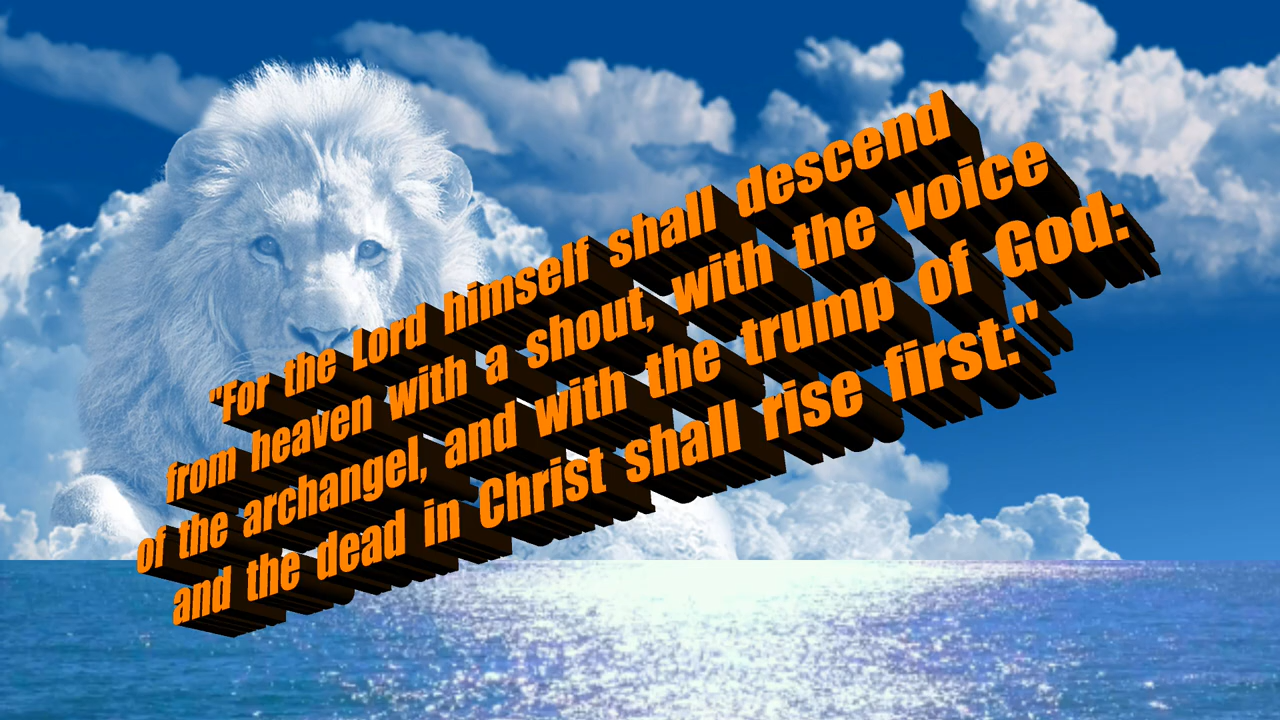 "For the Lord himself shall descend
from heaven with a shout, with the voice
of the archangel, and with the trump of God:
and the dead in Christ shall rise first:"